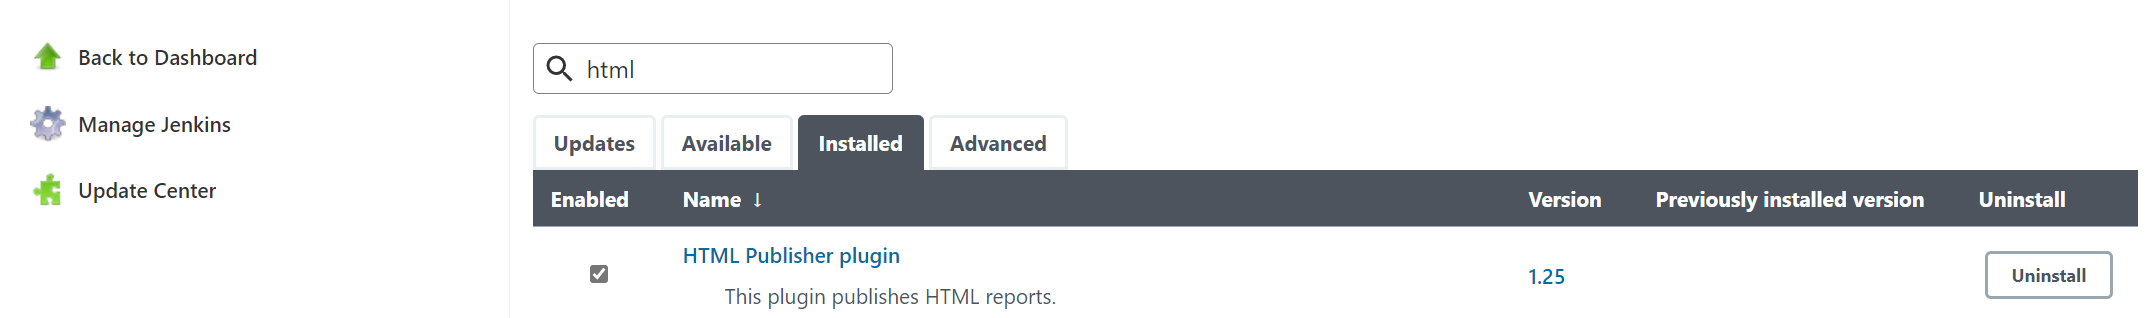 Back to Dashboard
Manage Jenkins
Update Center
html
Updates Available Installed Advanced
Enabled Name ↓ Version Previously installed version Uninstall
HTML Publisher plugin
This plugin publishes HTML reports.
1.25
Uninstall